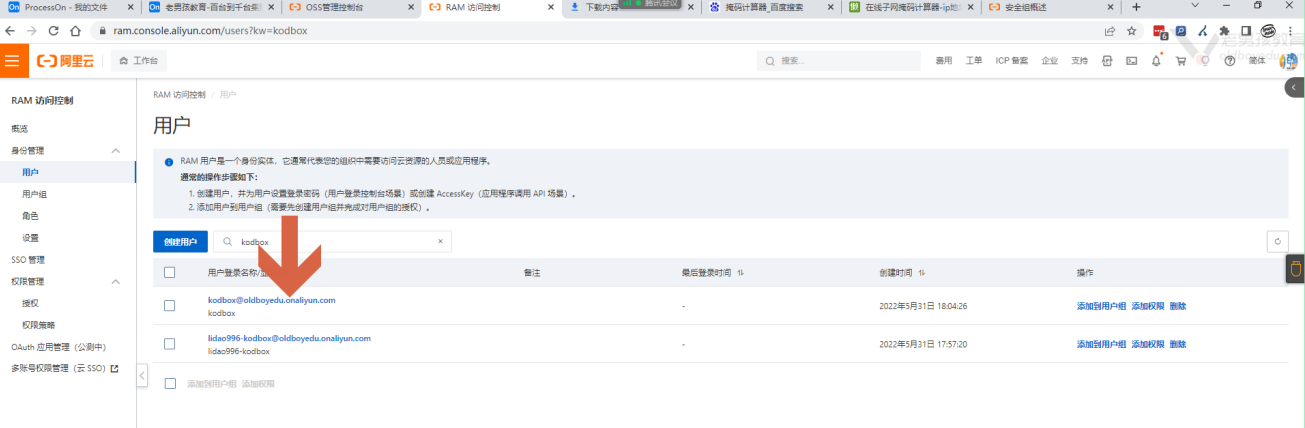 ProcessOn - 我的文件
老男孩教育-百台到千台集
OSS管理控制台
RAM 访问控制
下载内容
腾讯会议
掩码计算器_百度搜索
在线子网掩码计算器-ip地
安全组概述
ram.console.aliyun.com/users?kw=kodbox
6
老男孩教育
oldboyedu.com
阿里云
工作台
搜索...
费用 工单 ICP 备案 企业 支持
简体
RAM 访问控制
概览
身份管理
用户
用户组
角色
设置
SSO 管理
权限管理
授权
权限策略
OAuth 应用管理（公测中）
多账号权限管理（云 SSO）
RAM 访问控制 / 用户
用户
RAM 用户是一个身份实体，它通常代表您的组织中需要访问云资源的人员或应用程序。
通常的操作步骤如下：
1. 创建用户，并为用户设置登录密码（用户登录控制台场景）或创建 AccessKey（应用程序调用 API 场景）。
2. 添加用户到用户组（需要先创建用户组并完成对用户组的授权）。
创建用户
kodbox
用户登录名称/
备注
最后登录时间
创建时间
操作
kodbox@oldboyedu.onaliyun.com
kodbox
-
2022年5月31日 18:04:26
添加到用户组 添加权限 删除
lidao996-kodbox@oldboyedu.onaliyun.com
lidao996-kodbox
-
2022年5月31日 17:57:20
添加到用户组 添加权限 删除
添加到用户组 添加权限